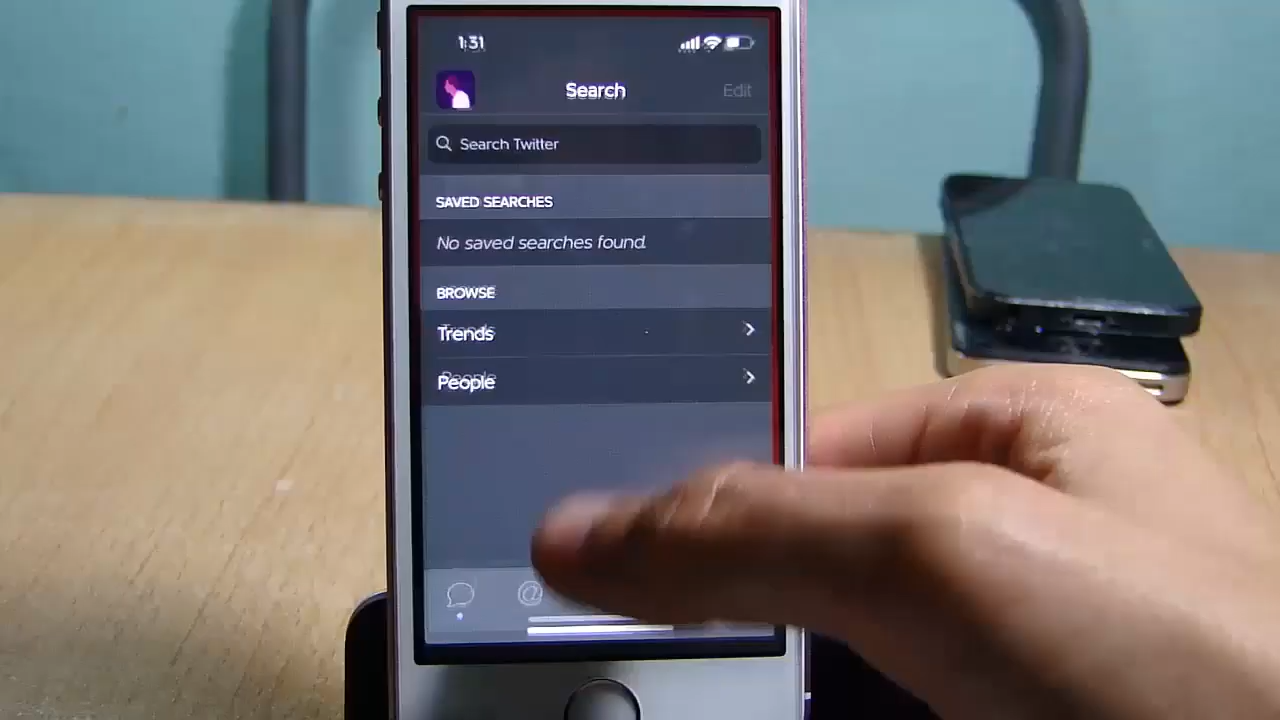 1:31
Search
Edit
Search Twitter
SAVED SEARCHES
No saved searches found.
BROWSE
Trends
People
@